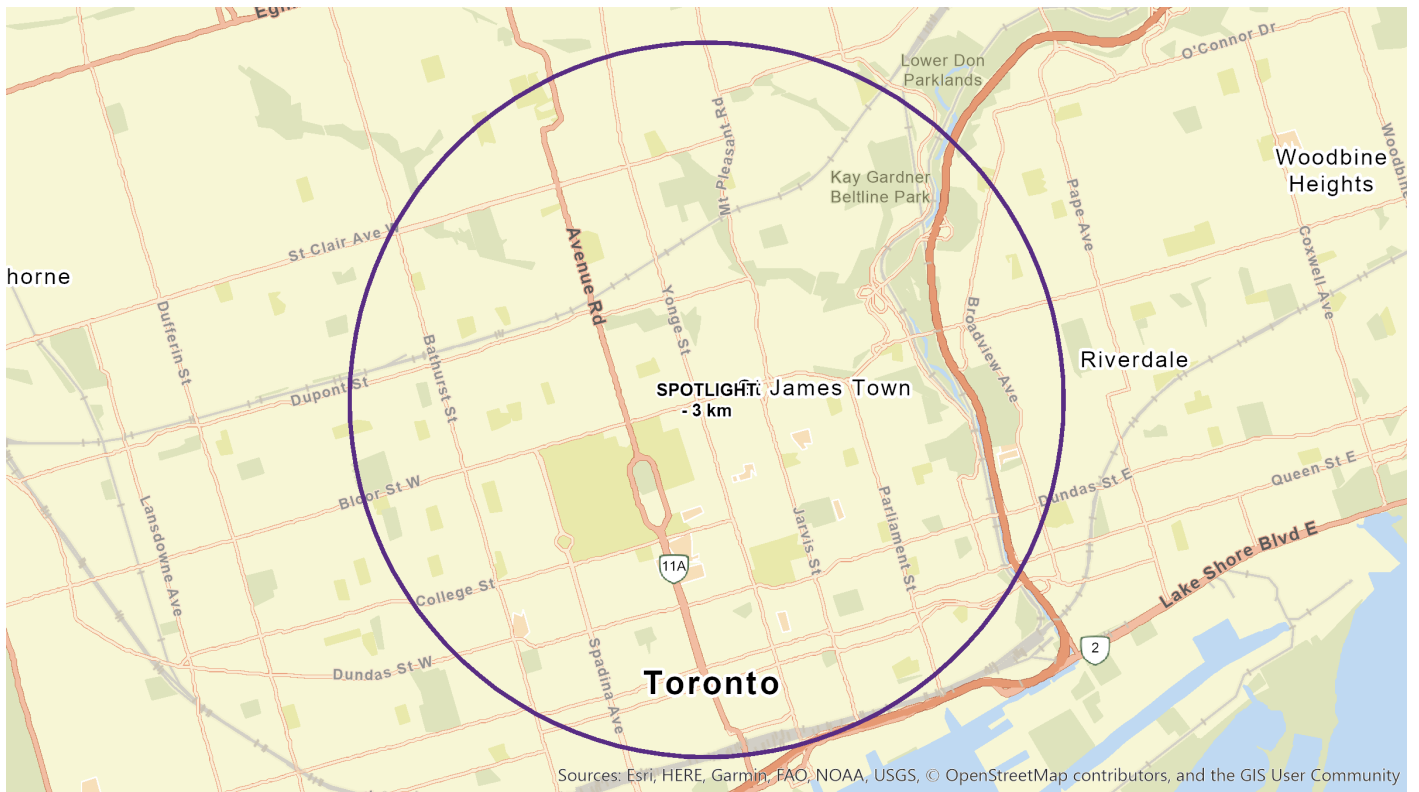 Eglin
O'Connor Dr
Lower Don
Parklands
Mt Pleasant Rd
Woodbine
Woodbine
Heights
Kay Gardner
Beltline Park
Pape Ave
St Clair Ave W
Avenue Rd
Coxwell Ave
horne
Dufferin St
Yonge St
Broadview Ave
Bathurst St
Riverdale
Dupont St
SPOTLIGHT
- 3 km
St James Town
Bloor St W
Queen St E
Dundas St E
Lansdowne Ave
Jarvis St
Parliament St
Lake Shore Blvd E
11A
College St
Spadina Ave
2
Dundas St W
Toronto
Sources: Esri, HERE, Garmin, FAO, NOAA, USGS, © OpenStreetMap contributors, and the GIS User Community